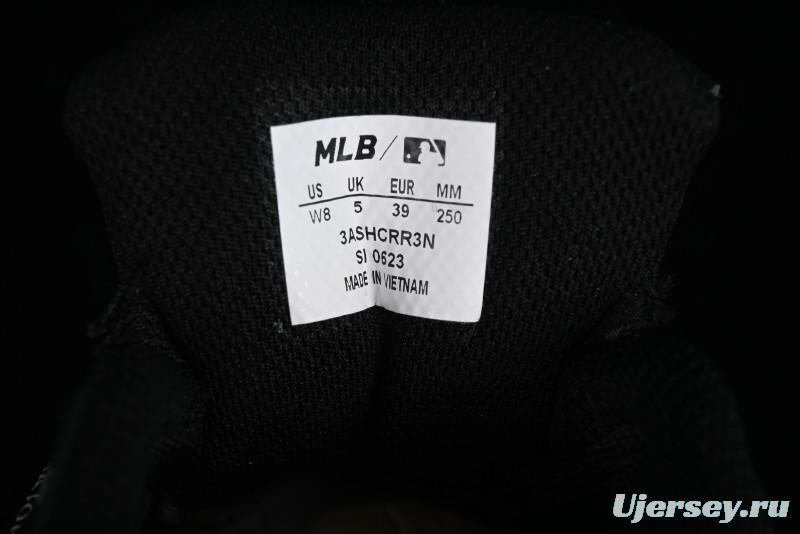 MLB /
US UK EUR MM
W8 5 39 250
3ASHCRR3N
SI 0623
MADE IN VIETNAM
Ujersey.ru